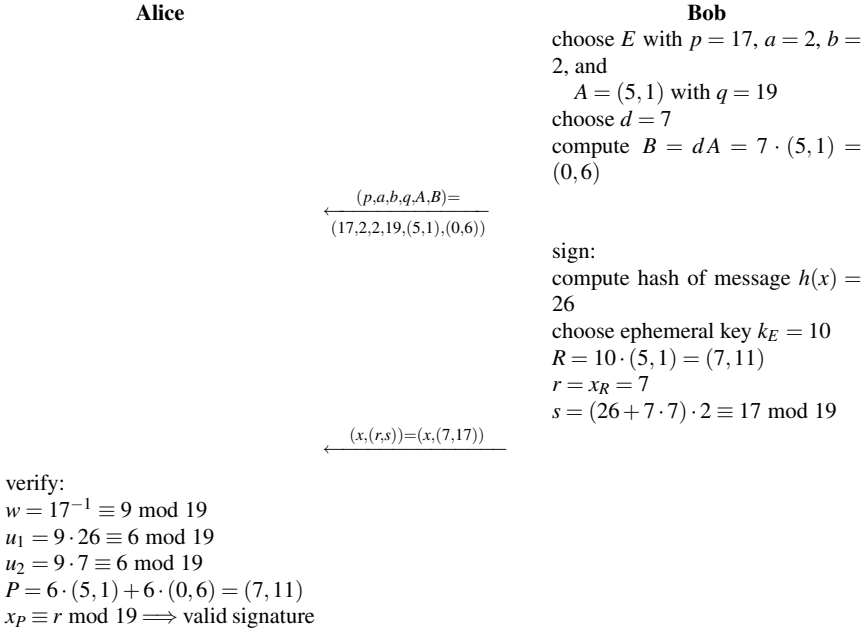 Alice
Bob
choose E with p = 17, a = 2, b =
2, and
A = (5,1) with q = 19
choose d = 7
compute B = dA = 7 · (5,1) =
(0,6)
(p,a,b,q,A,B)=
(17,2,2,19,(5,1),(0,6))
sign:
compute hash of message h(x) =
26
choose ephemeral key k_E = 10
R = 10 · (5,1) = (7,11)
r = x_R = 7
s = (26+7·7)·2 ≡ 17 mod 19
(x,(r,s))=(x,(7,17))
verify:
w = 17⁻¹ ≡ 9 mod 19
u₁ = 9·26 ≡ 6 mod 19
u₂ = 9·7 ≡ 6 mod 19
P = 6·(5,1)+6·(0,6) = (7,11)
x_P ≡ r mod 19 ⟹ valid signature